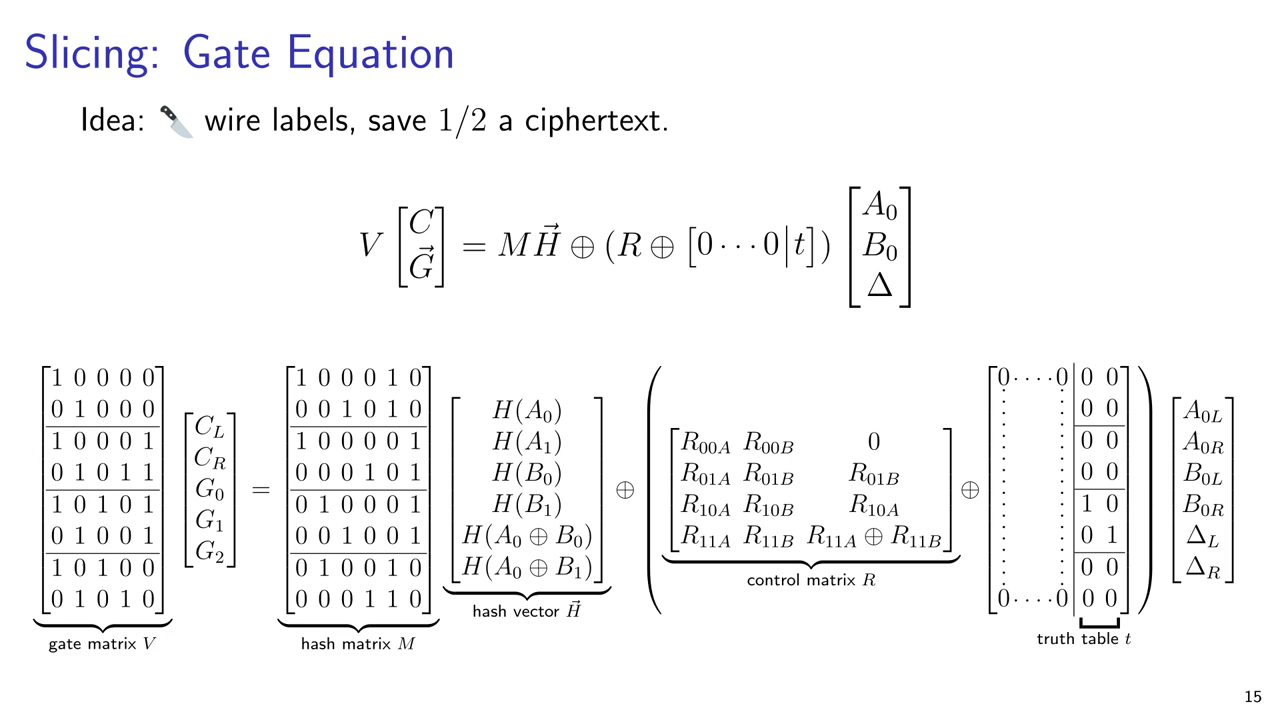 Slicing: Gate Equation
Idea: 🔪 wire labels, save 1/2 a ciphertext.
V [C; G⃗] = MH⃗ ⊕ (R ⊕ [0 ⋯ 0 | t]) [A₀; B₀; Δ]
[1 0 0 0 0
0 1 0 0 0
1 0 0 0 1
0 1 0 1 1
1 0 1 0 1
0 1 0 0 1
1 0 1 0 0
0 1 0 1 0]
gate matrix V
[C_L
C_R
G₀
G₁
G₂]
=
[1 0 0 0 1 0
0 0 1 0 1 0
1 0 0 0 0 1
0 0 0 1 0 1
0 1 0 0 0 1
0 0 1 0 0 1
0 1 0 0 1 0
0 0 0 1 1 0]
hash matrix M
[H(A₀)
H(A₁)
H(B₀)
H(B₁)
H(A₀ ⊕ B₀)
H(A₀ ⊕ B₁)]
hash vector H⃗
⊕
(
[R₀₀A R₀₀B 0
R₀₁A R₀₁B R₀₁B
R₁₀A R₁₀B R₁₀A
R₁₁A R₁₁B R₁₁A ⊕ R₁₁B]
control matrix R
⊕
[0 ⋯ 0 | 0 0
⋮ ⋮ | 0 0
⋮ ⋮ | 0 0
⋮ ⋮ | 0 0
⋮ ⋮ | 1 0
⋮ ⋮ | 0 1
⋮ ⋮ | 0 0
0 ⋯ 0 | 0 0]
truth table t
)
[A₀L
A₀R
B₀L
B₀R
Δ_L
Δ_R]
15